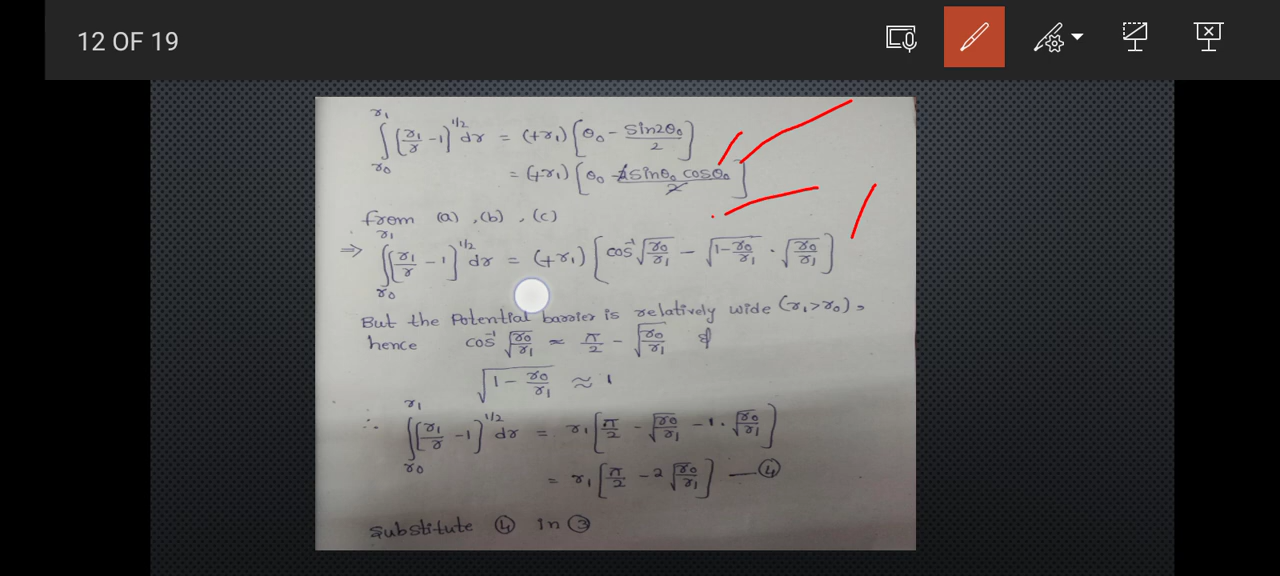 12 OF 19
∫_{r₀}^{r₁} [r₁/r - 1]^{1/2} dr = (+r₁) [θ₀ - Sin2θ₀/2]
= (+r₁) [θ₀ - 2sinθ₀ cosθ₀/2]
from (a) , (b) , (c)
⇒ ∫_{r₀}^{r₁} [r₁/r - 1]^{1/2} dr = (+r₁) [cos⁻¹ √(r₀/r₁) - √(1 - r₀/r₁) · √(r₀/r₁)]
But the Potential barrier is relatively wide (r₁>r₀),
hence cos⁻¹ √(r₀/r₁) ≈ π/2 - √(r₀/r₁) &
√(1 - r₀/r₁) ≈ 1
∴ ∫_{r₀}^{r₁} [r₁/r - 1]^{1/2} dr = r₁ [π/2 - √(r₀/r₁) - 1 · √(r₀/r₁)]
= r₁ [π/2 - 2√(r₀/r₁)] — ④
Substitute ④ in ③